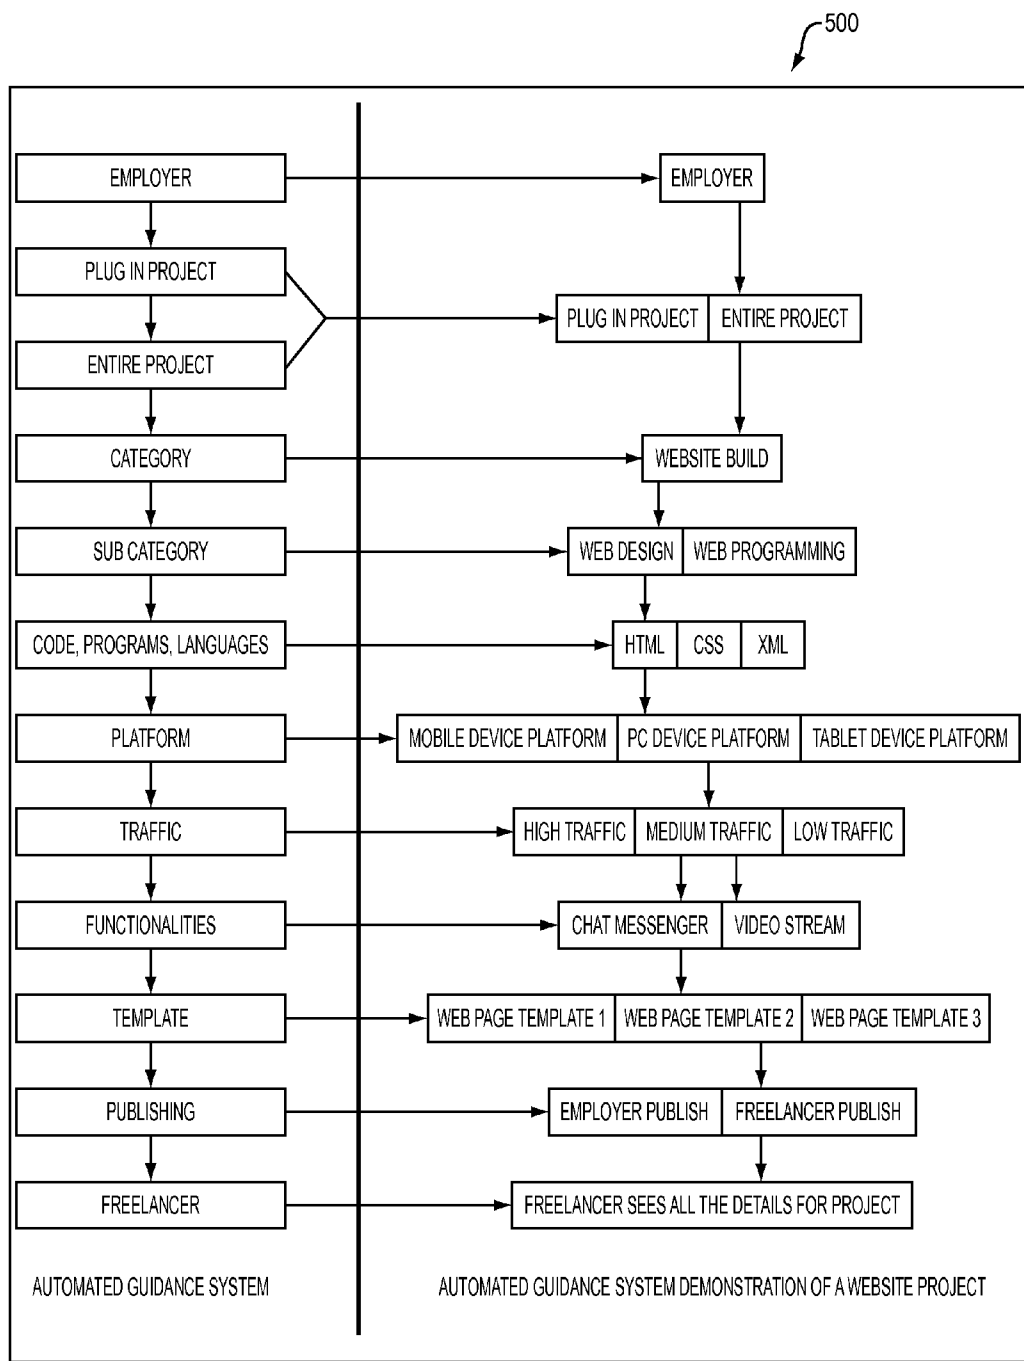 500
EMPLOYER
EMPLOYER
PLUG IN PROJECT
PLUG IN PROJECT
ENTIRE PROJECT
ENTIRE PROJECT
CATEGORY
WEBSITE BUILD
SUB CATEGORY
WEB DESIGN
WEB PROGRAMMING
CODE, PROGRAMS, LANGUAGES
HTML
CSS
XML
PLATFORM
MOBILE DEVICE PLATFORM
PC DEVICE PLATFORM
TABLET DEVICE PLATFORM
TRAFFIC
HIGH TRAFFIC
MEDIUM TRAFFIC
LOW TRAFFIC
FUNCTIONALITIES
CHAT MESSENGER
VIDEO STREAM
TEMPLATE
WEB PAGE TEMPLATE 1
WEB PAGE TEMPLATE 2
WEB PAGE TEMPLATE 3
PUBLISHING
EMPLOYER PUBLISH
FREELANCER PUBLISH
FREELANCER
FREELANCER SEES ALL THE DETAILS FOR PROJECT
AUTOMATED GUIDANCE SYSTEM
AUTOMATED GUIDANCE SYSTEM DEMONSTRATION OF A WEBSITE PROJECT